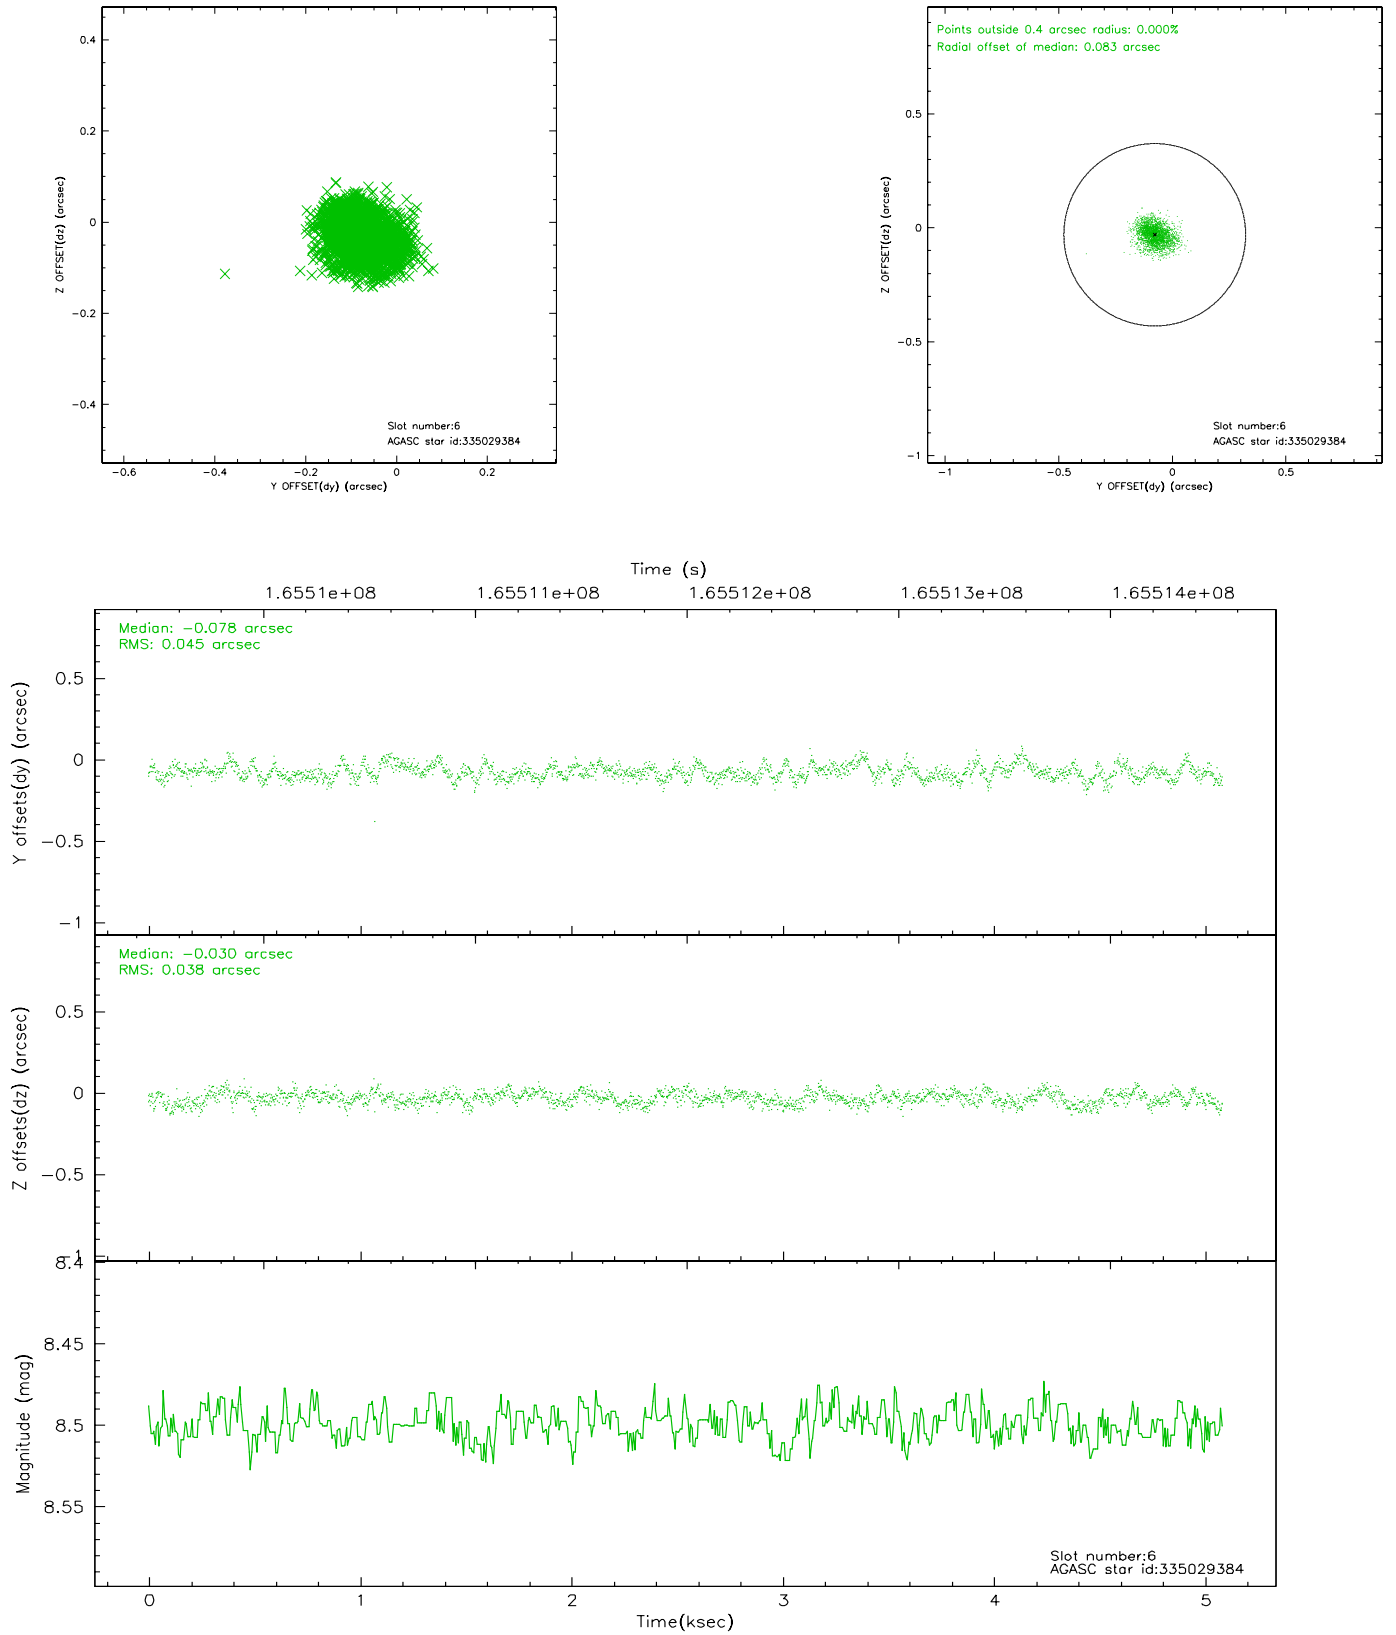 0.4
0.2
0
-0.2
-0.4
Z OFFSET(dz) (arcsec)
Slot number:6
AGASC star id:335029384
-0.6 -0.4 -0.2 0 0.2
Y OFFSET(dy) (arcsec)
Points outside 0.4 arcsec radius: 0.000%
Radial offset of median: 0.083 arcsec
0.5
0
-0.5
-1
Z OFFSET(dz) (arcsec)
Slot number:6
AGASC star id:335029384
-1 -0.5 0 0.5
Y OFFSET(dy) (arcsec)
Time (s)
1.6551e+08 1.65511e+08 1.65512e+08 1.65513e+08 1.65514e+08
Median: -0.078 arcsec
RMS: 0.045 arcsec
0.5
0
-0.5
-1
Y offsets(dy) (arcsec)
Median: -0.030 arcsec
RMS: 0.038 arcsec
0.5
0
-0.5
-1
Z offsets(dz) (arcsec)
8.4
8.45
8.5
8.55
Magnitude (mag)
Slot number:6
AGASC star id:335029384
0 1 2 3 4 5
Time(ksec)